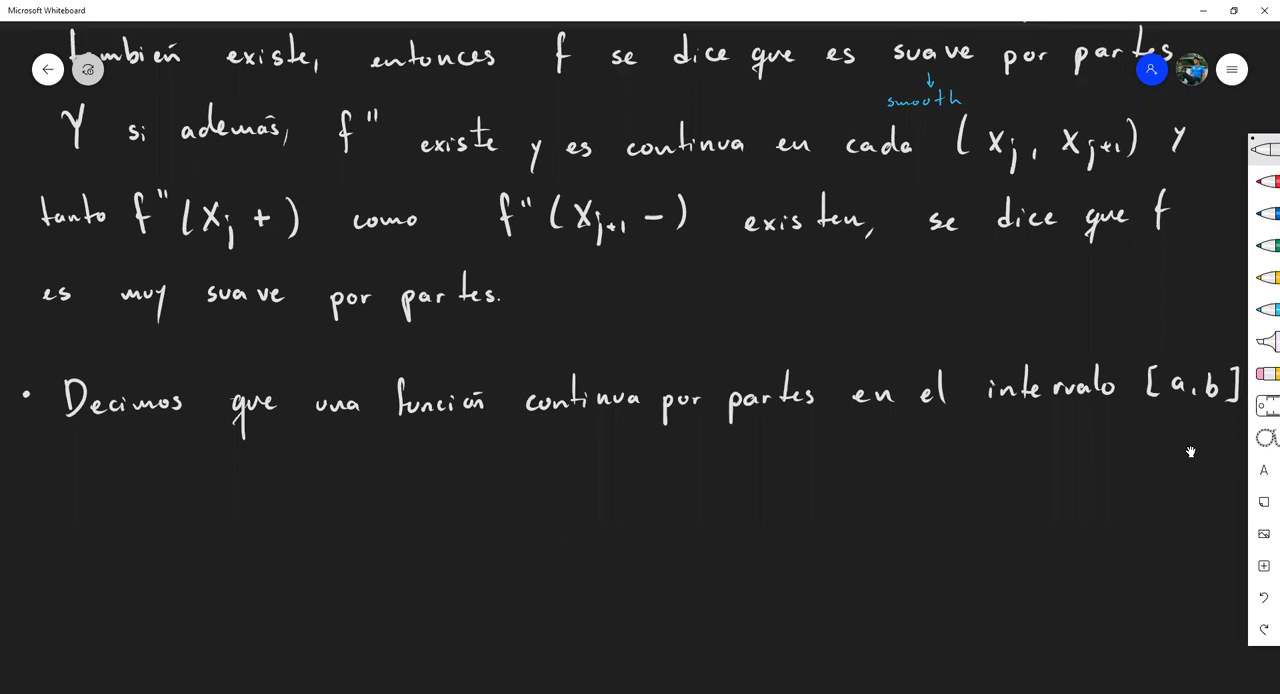 Microsoft Whiteboard
también existe, entonces f se dice que es suave por partes
smooth
Y si además, f" existe y es continua en cada (xj, xj+1) y
tanto f"(xj+) como f"(xj+1-) existen, se dice que f
es muy suave por partes.
• Decimos que una función continua por partes en el intervalo [a,b]
A